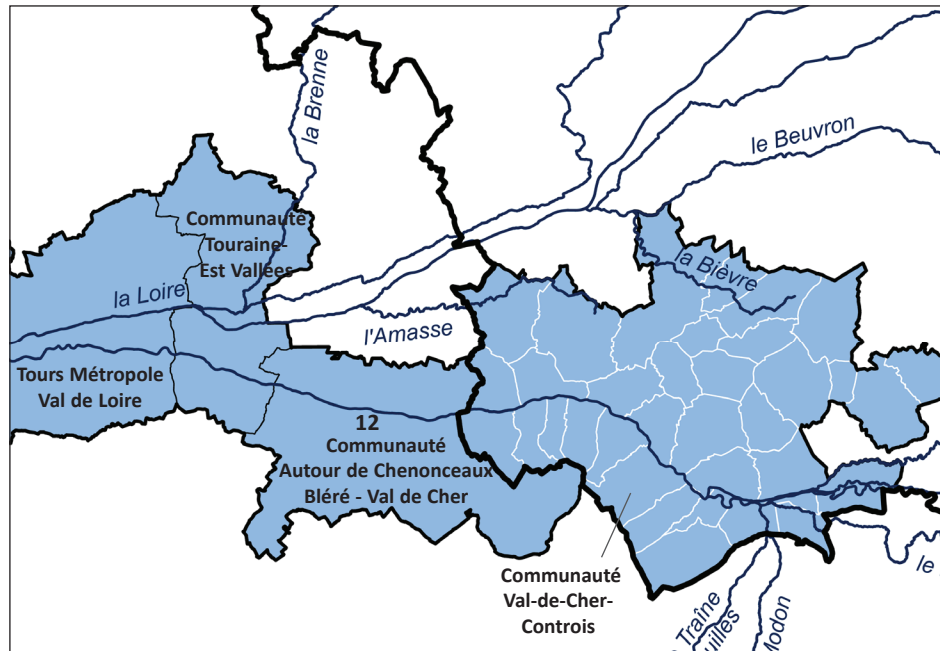 la Brenne
le Beuvron
Communauté
Touraine-
Est Vallées
la Bièvre
la Loire
l'Amasse
Tours Métropole
Val de Loire
12
Communauté
Autour de Chenonceaux
Bléré - Val de Cher
Communauté
Val-de-Cher-
Controis
le
Traîne
Modon